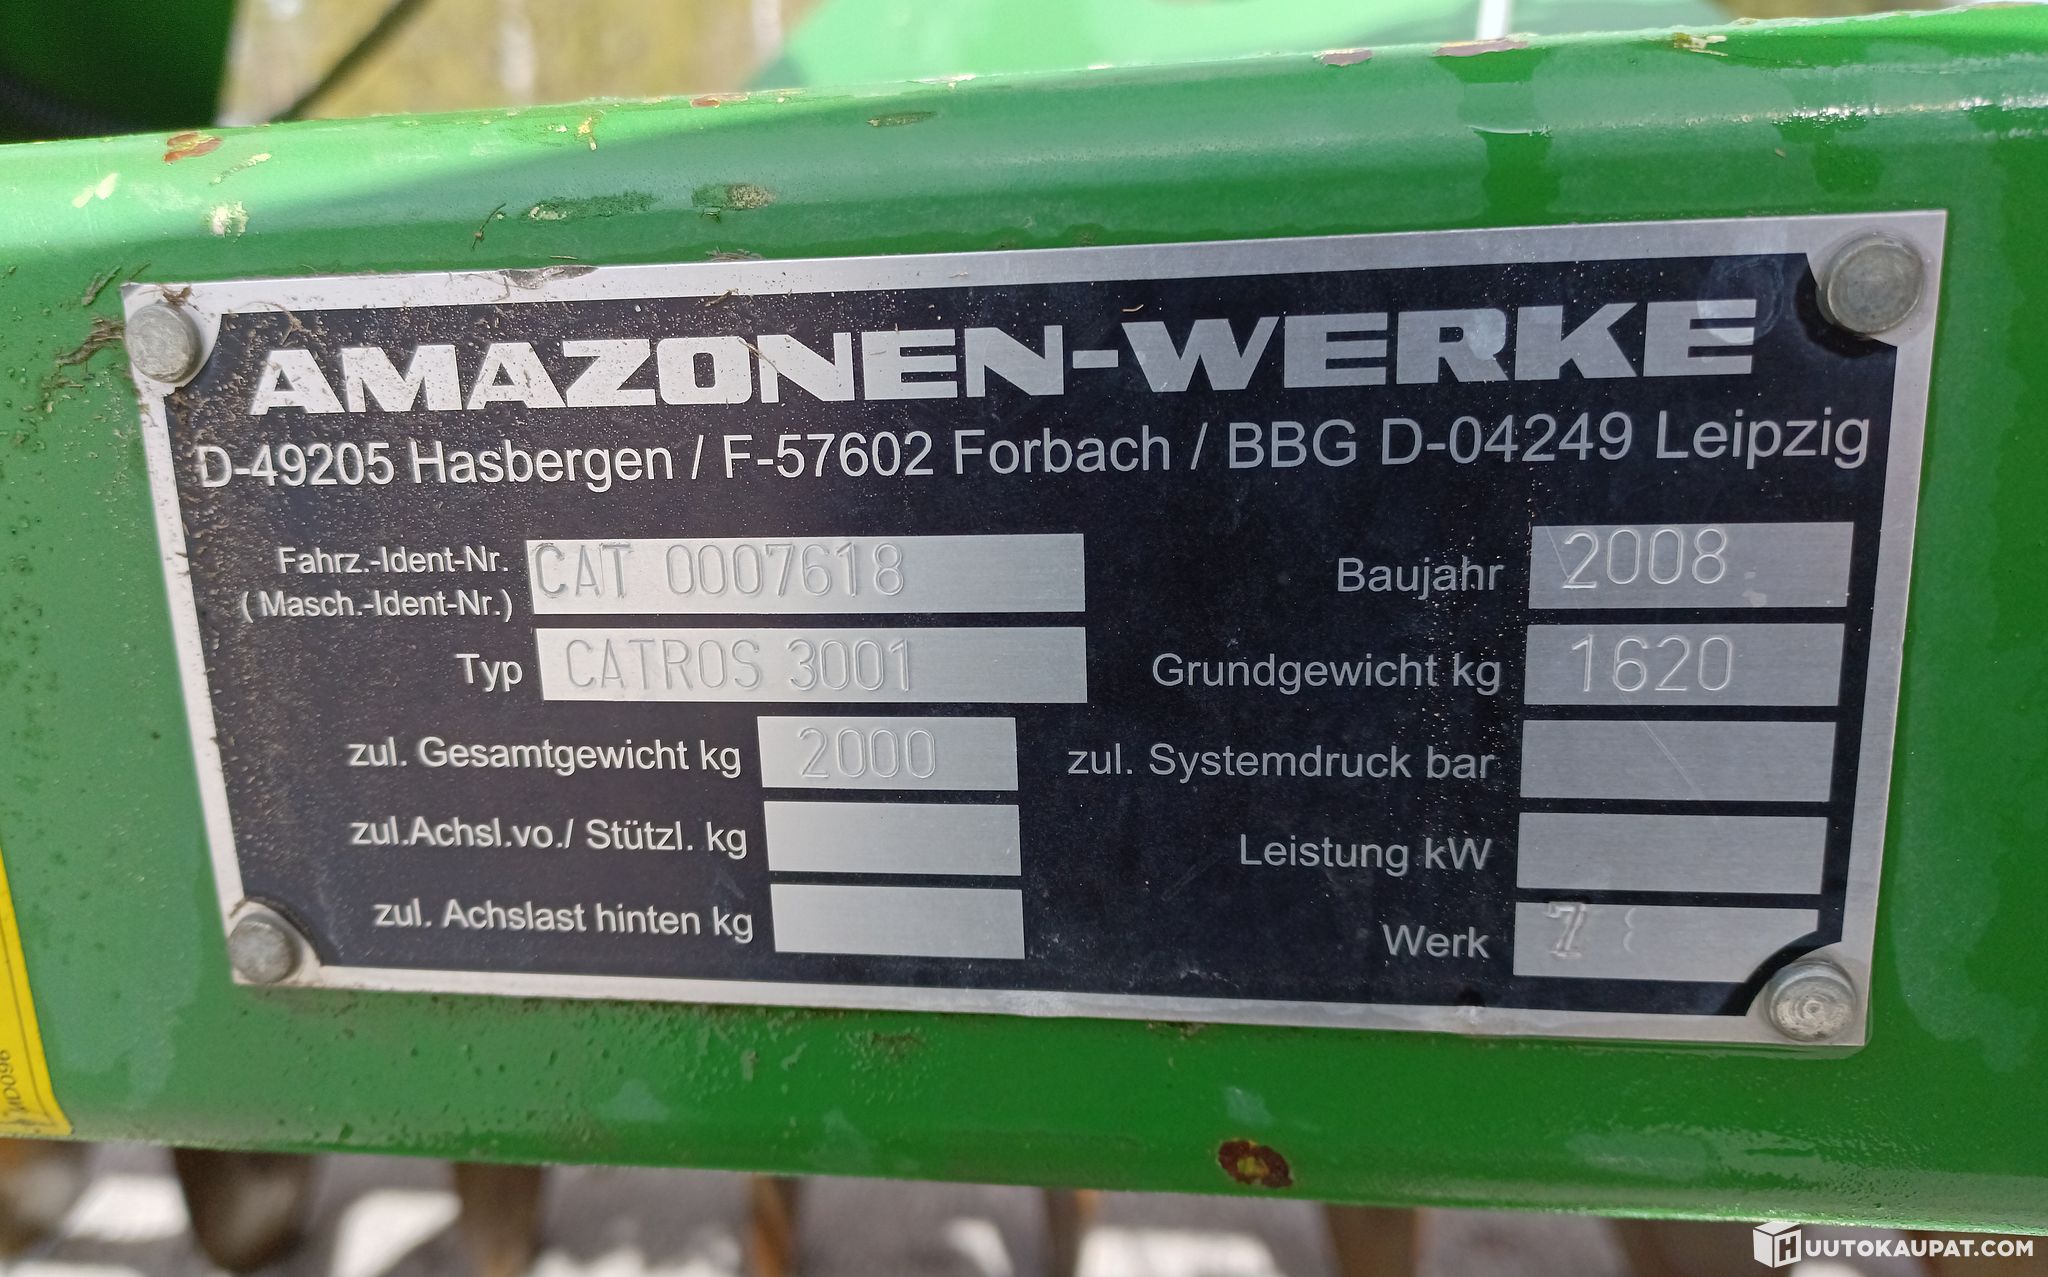 AMAZONEN-WERKE
D-49205 Hasbergen / F-57602 Forbach / BBG D-04249 Leipzig
Fahrz.-Ident-Nr. CAT 0007618
( Masch.-Ident-Nr.)
Typ CATROS 3001
zul. Gesamtgewicht kg 2000
zul.Achsl.vo./ Stützl. kg
zul. Achslast hinten kg
Baujahr 2008
Grundgewicht kg 1620
zul. Systemdruck bar
Leistung kW
Werk 7
MD096
HUUTOKAUPAT.COM